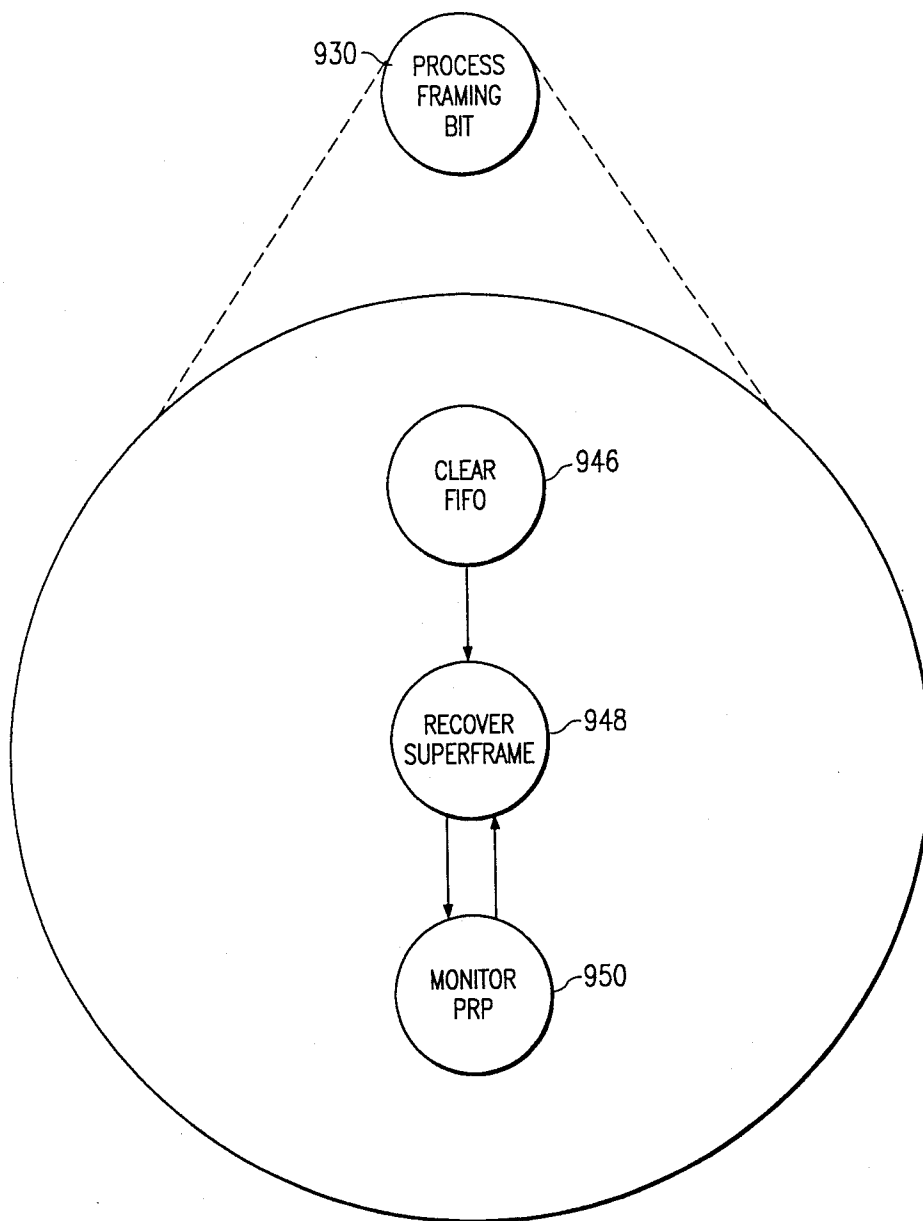 930
PROCESS
FRAMING
BIT
CLEAR
FIFO
946
RECOVER
SUPERFRAME
948
MONITOR
PRP
950